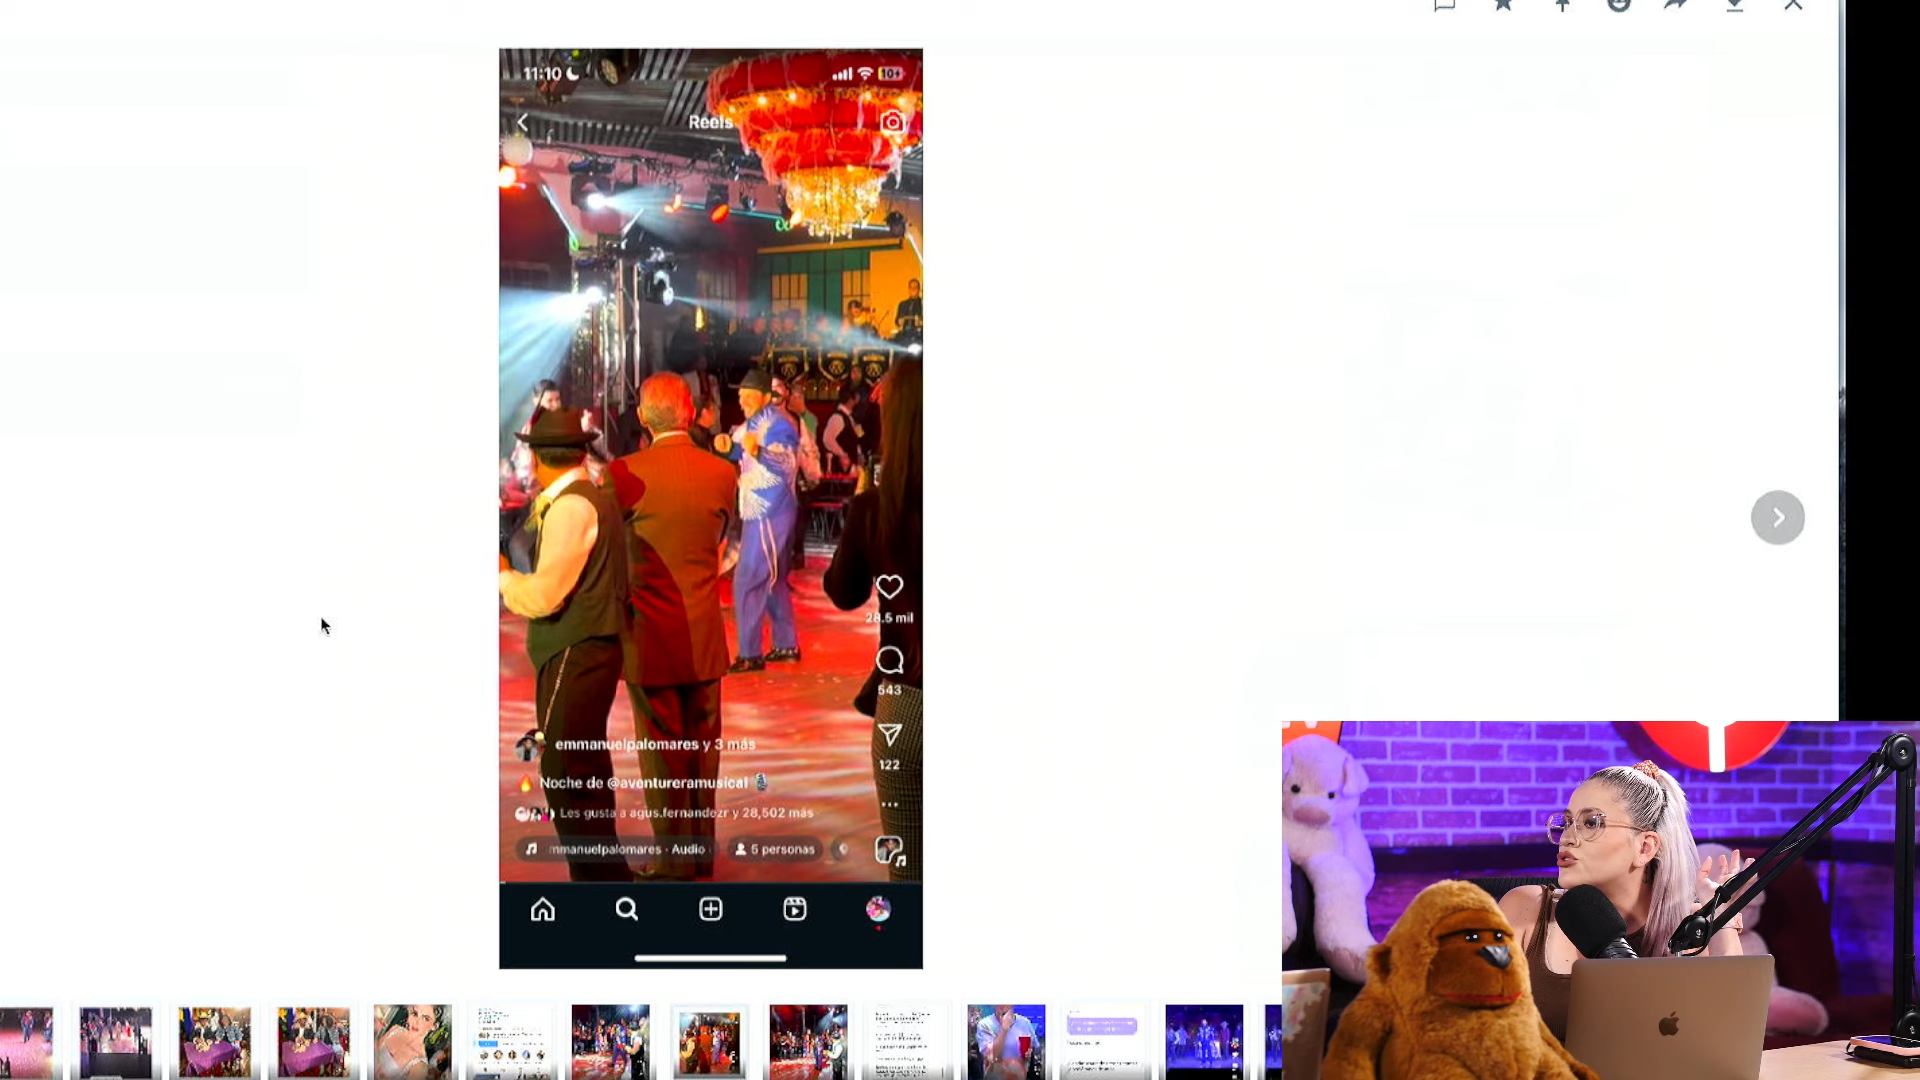 11:10
10+
Reels
28.5 mil
543
122
emmanuelpalomares y 3 más
🔥 Noche de @aventureramusical 🎙
Les gusta a agus.fernandezr y 28,502 más
mmanuelpalomares · Audio
5 personas